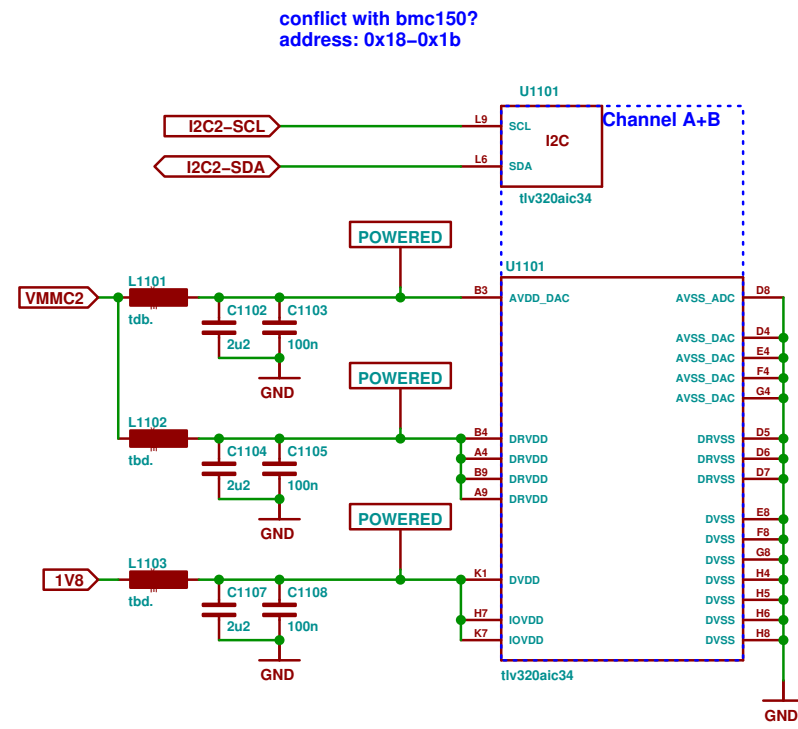 conflict with bmc150?
address: 0x18-0x1b
U1101
Channel A+B
I2C2-SCL
L9
SCL
I2C
I2C2-SDA
L6
SDA
tlv320aic34
POWERED
U1101
L1101
VMMC2
B3
AVDD_DAC
AVSS_ADC
D8
tdb.
C1102
C1103
2u2
100n
AVSS_DAC
D4
AVSS_DAC
E4
AVSS_DAC
F4
AVSS_DAC
G4
GND
POWERED
L1102
B4
DRVDD
DRVSS
D5
tbd.
C1104
C1105
A4
DRVDD
DRVSS
D6
2u2
100n
B9
DRVDD
DRVSS
D7
A9
DRVDD
GND
POWERED
DVSS
E8
DVSS
F8
DVSS
G8
L1103
1V8
K1
DVDD
DVSS
H4
tbd.
C1107
C1108
DVSS
H5
2u2
100n
H7
IOVDD
DVSS
H6
K7
IOVDD
DVSS
H8
GND
tlv320aic34
GND